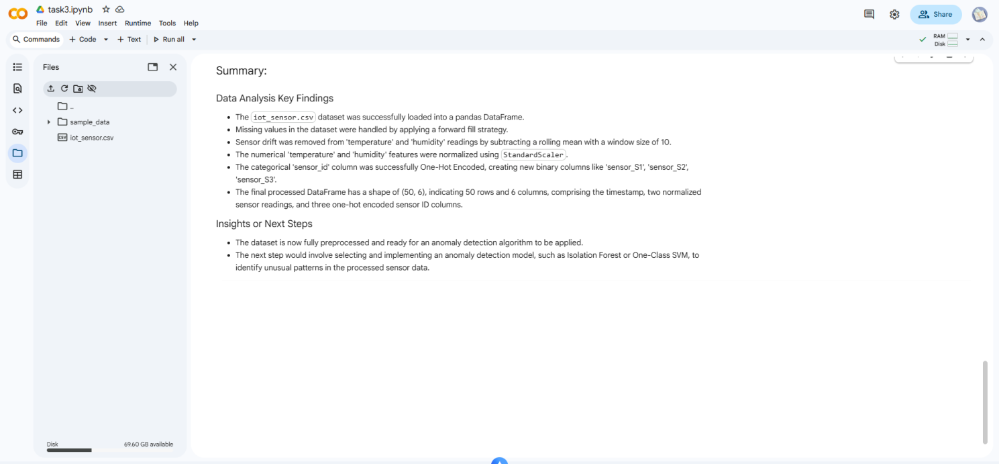 task3.ipynb
File Edit View Insert Runtime Tools Help
Share
Commands + Code + Text Run all
RAM
Disk
Files
..
sample_data
iot_sensor.csv
Disk 69.60 GB available
Summary:
Data Analysis Key Findings
• The iot_sensor.csv dataset was successfully loaded into a pandas DataFrame.
• Missing values in the dataset were handled by applying a forward fill strategy.
• Sensor drift was removed from 'temperature' and 'humidity' readings by subtracting a rolling mean with a window size of 10.
• The numerical 'temperature' and 'humidity' features were normalized using StandardScaler.
• The categorical 'sensor_id' column was successfully One-Hot Encoded, creating new binary columns like 'sensor_S1', 'sensor_S2',
'sensor_S3'.
• The final processed DataFrame has a shape of (50, 6), indicating 50 rows and 6 columns, comprising the timestamp, two normalized
sensor readings, and three one-hot encoded sensor ID columns.
Insights or Next Steps
• The dataset is now fully preprocessed and ready for an anomaly detection algorithm to be applied.
• The next step would involve selecting and implementing an anomaly detection model, such as Isolation Forest or One-Class SVM, to
identify unusual patterns in the processed sensor data.